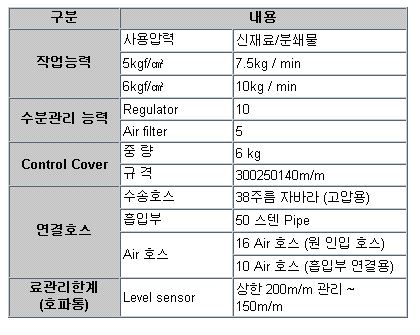 구분 내용
작업능력 사용압력 신재료/분쇄물
5kgf/㎠ 7.5kg / min
6kgf/㎠ 10kg / min
수분관리 능력 Regulator 10
Air filter 5
Control Cover 중 량 6 kg
규 격 300250140m/m
연결호스 수송호스 38주름 자바라 (고압용)
흡입부 50 스텐 Pipe
Air 호스 16 Air 호스 (원 인입 호스)
10 Air 호스 (흡입부 연결용)
료관리한계
(호파통) Level sensor 상한 200m/m 관리 ~
150m/m